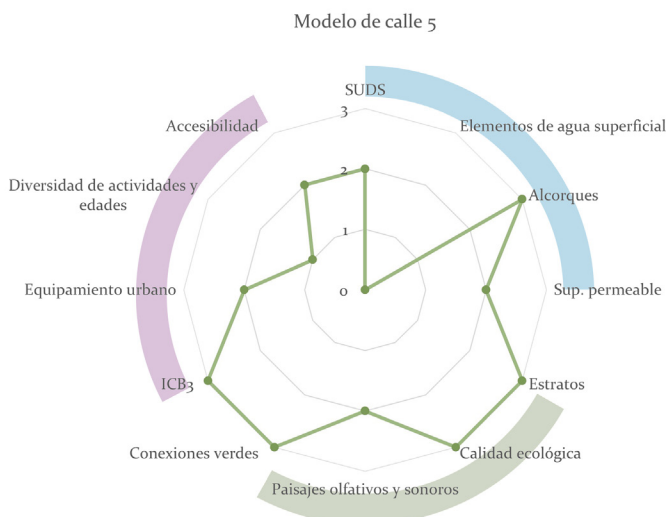 Modelo de calle 5
SUDS
3
Accesibilidad
Elementos de agua superficial
2
Diversidad de actividades y
edades
Alcorques
1
Equipamiento urbano
0
Sup. permeable
ICB3
Estratos
Conexiones verdes
Calidad ecológica
Paisajes olfativos y sonoros